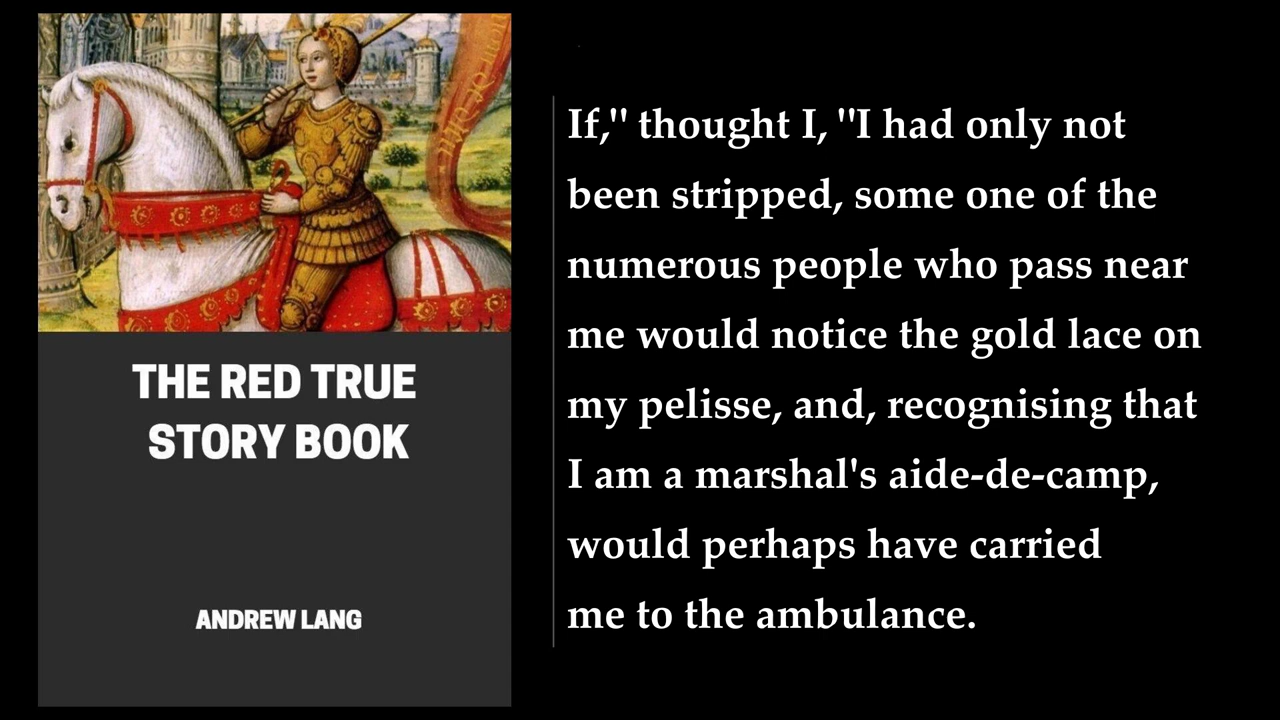 THE RED TRUE
STORY BOOK
ANDREW LANG
If," thought I, "I had only not
been stripped, some one of the
numerous people who pass near
me would notice the gold lace on
my pelisse, and, recognising that
I am a marshal's aide-de-camp,
would perhaps have carried
me to the ambulance.